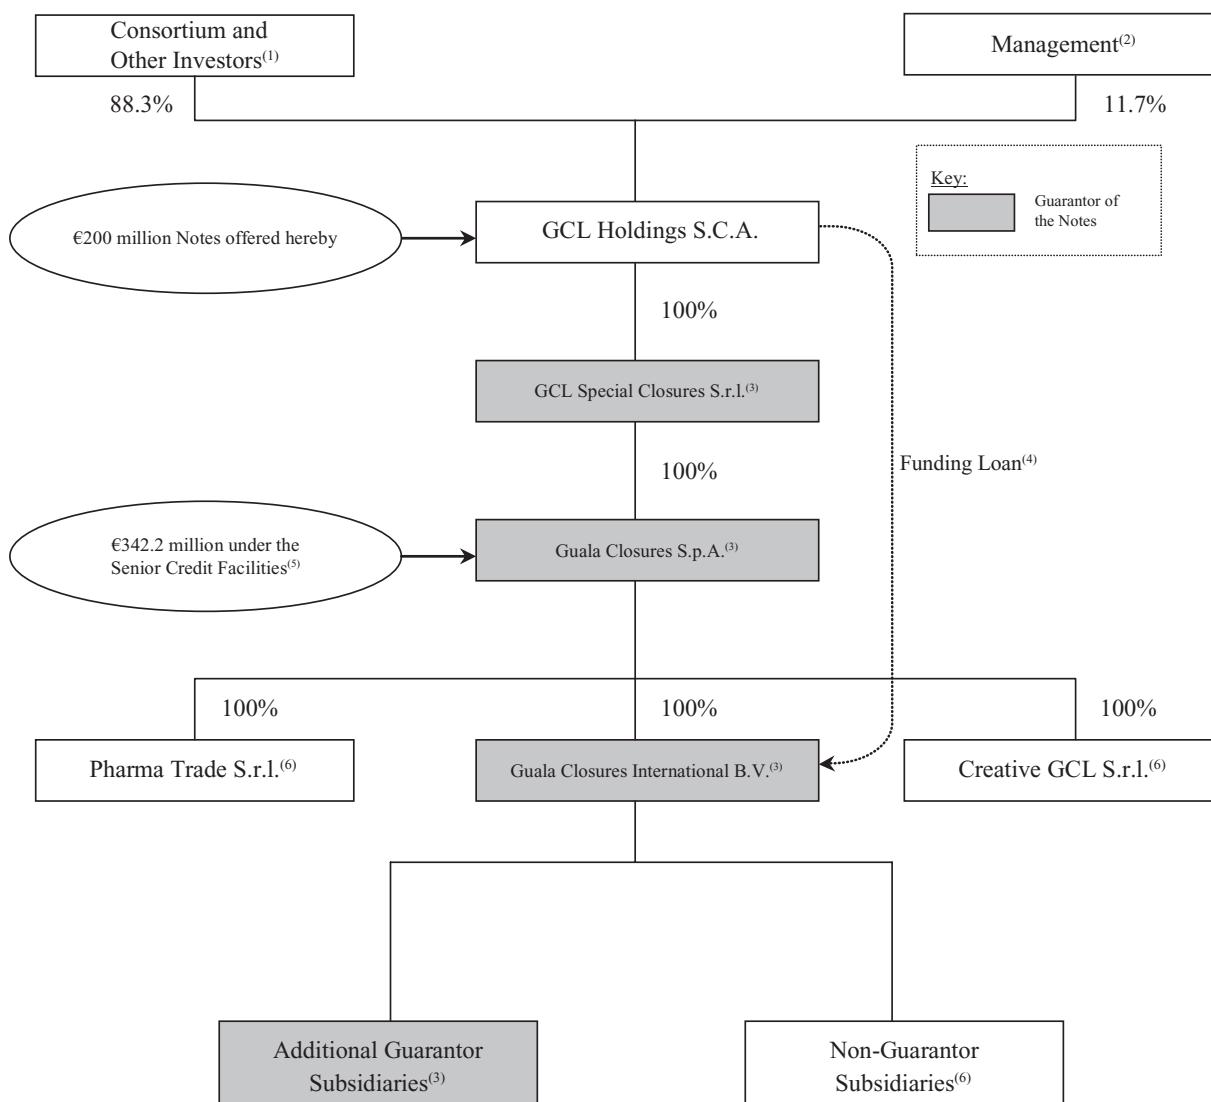 Consortium and
Other Investors(1)
Management(2)
88.3%
11.7%
Key:
Guarantor of
the Notes
€200 million Notes offered hereby
GCL Holdings S.C.A.
100%
GCL Special Closures S.r.l.(3)
Funding Loan(4)
100%
€342.2 million under the
Senior Credit Facilities(5)
Guala Closures S.p.A.(3)
100%
100%
100%
Pharma Trade S.r.l.(6)
Guala Closures International B.V.(3)
Creative GCL S.r.l.(6)
Additional Guarantor
Subsidiaries(3)
Non-Guarantor
Subsidiaries(6)